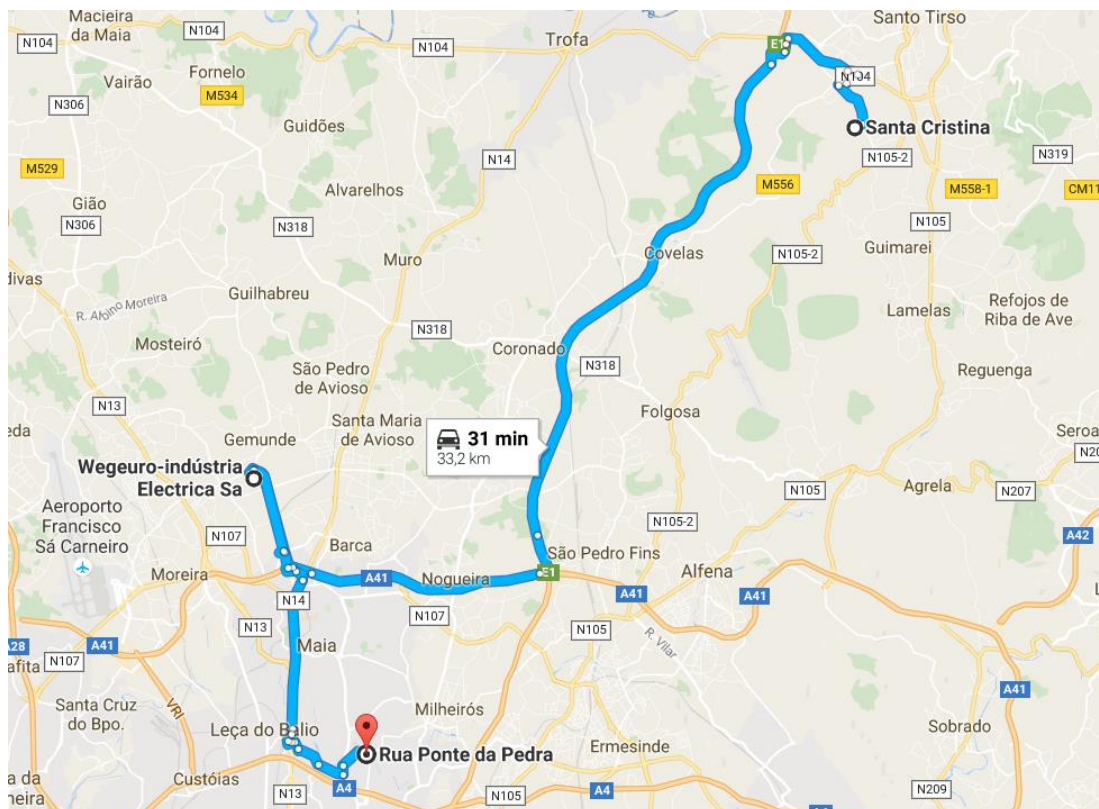 Macieira
da Maia
N104
N104
N104
Trofa
E1
Santo Tirso
Vairão
Fornelo
N104
N306
M534
Guidões
Santa Cristina
N14
N105-2
N319
M529
Alvarelhos
M556
M558-1
CM11
Gião
N306
N318
N105
Muro
Covelas
N105-2
Guimarei
divas
Guilhabreu
R. Albino Moreira
Lamelas
Refojos de
Riba de Ave
N318
Mosteiró
Coronado
São Pedro
de Avioso
N318
Reguenga
N13
Folgosa
Santa Maria
de Avioso
31 min
33,2 km
Gemunde
Wegeuro-indústria
Electrica Sa
N105
Agrela
N207
Aeroporto
Francisco
Sá Carneiro
N107
Barca
N105-2
São Pedro Fins
A42
Moreira
A41
Nogueira
E1
Alfena
A41
A41
N14
N107
N13
N105
R. Vilar
Maia
A28
A41
N107
A41
VRI
Santa Cruz
do Bpo.
Milheirós
Leça do Balio
Sobrado
Rua Ponte da Pedra
Ermesinde
Custóias
A4
N13
N105
A4
N209